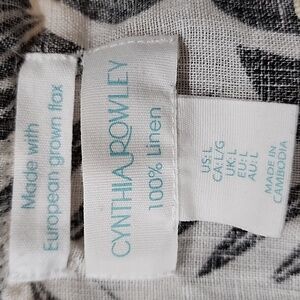 Made with
European grown flax
CYNTHIA ROWLEY
100% Linen
US: L
CA: L/G
UK: L
EU: L
AU: L
MADE IN
CAMBODIA